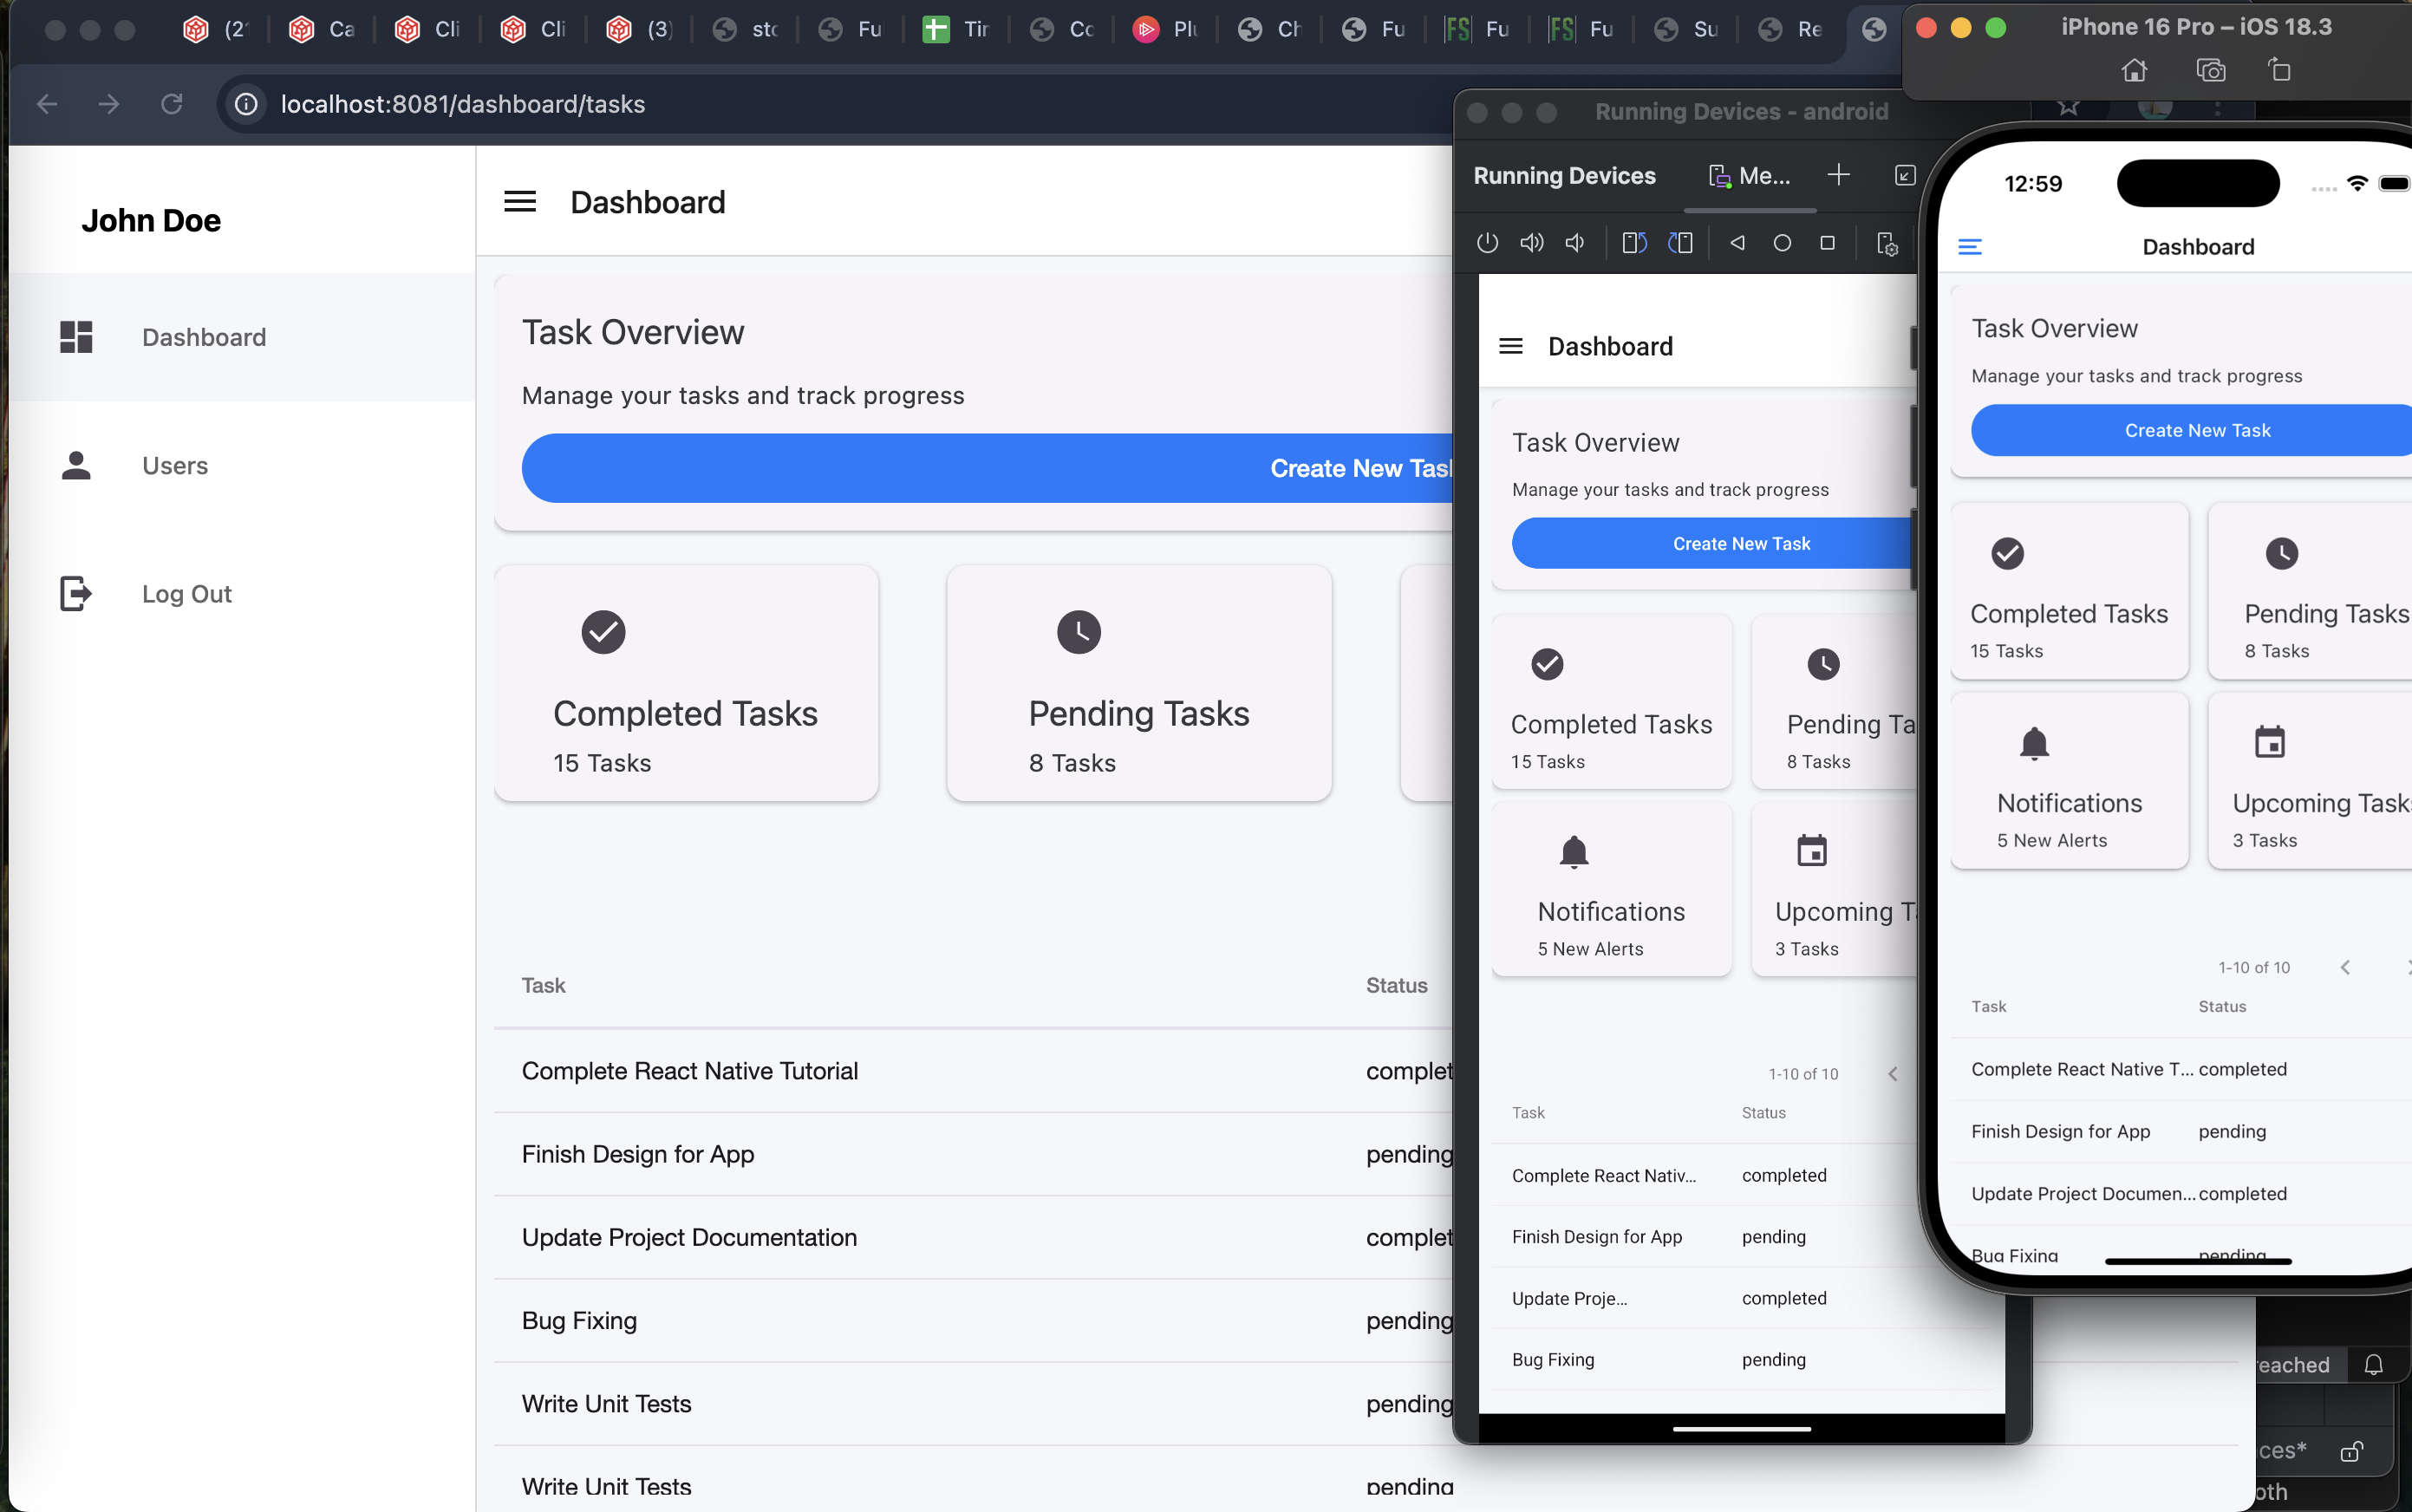 (2
Ca
Cli
Cli
(3)
Fu
Tir
Ch
Fu
FS Fu
FS Fu
Su
Re
localhost:8081/dashboard/tasks
John Doe
Dashboard
Users
Log Out
Dashboard
Task Overview
Manage your tasks and track progress
Create New Task
Completed Tasks
15 Tasks
Pending Tasks
8 Tasks
Task Status
Complete React Native Tutorial complet
Finish Design for App pending
Update Project Documentation complet
Bug Fixing pending
Write Unit Tests pending
Write Unit Tests pending
Running Devices - android
Running Devices Me...
Dashboard
Task Overview
Manage your tasks and track progress
Create New Task
Completed Tasks
15 Tasks
Pending Ta
8 Tasks
Notifications
5 New Alerts
Upcoming T
3 Tasks
1-10 of 10
Task Status
Complete React Nativ... completed
Finish Design for App pending
Update Proje... completed
Bug Fixing pending
iPhone 16 Pro – iOS 18.3
12:59
Dashboard
Task Overview
Manage your tasks and track progress
Create New Task
Completed Tasks
15 Tasks
Pending Tasks
8 Tasks
Notifications
5 New Alerts
Upcoming Task
3 Tasks
1-10 of 10
Task Status
Complete React Native T... completed
Finish Design for App pending
Update Project Documen... completed
Bug Fixing pending
eached
ces*
oth